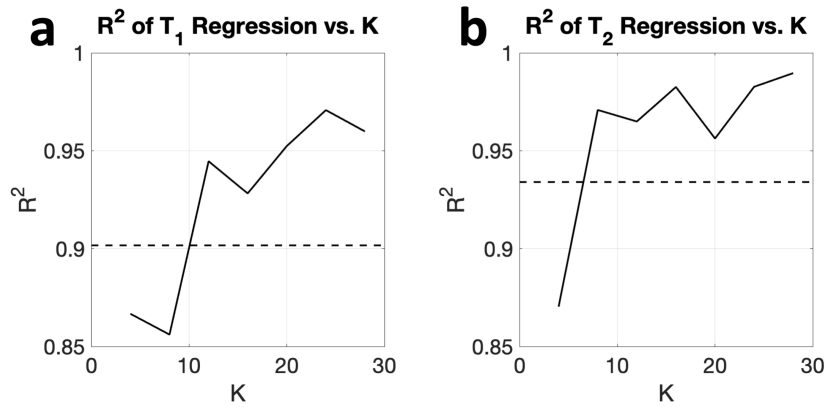 a
R² of T₁ Regression vs. K
1
0.95
0.9
0.85
R²
0
10
20
30
K
b
R² of T₂ Regression vs. K
1
0.95
0.9
0.85
R²
0
10
20
30
K